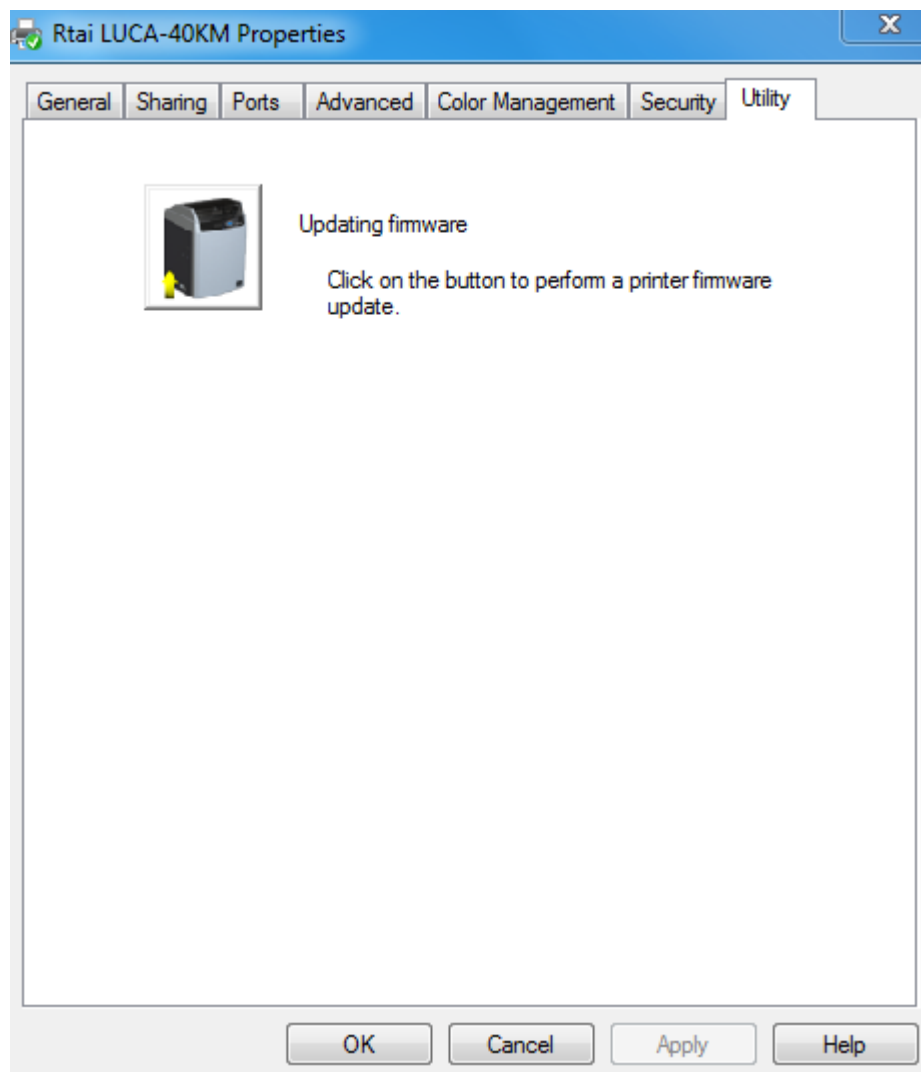 Rtai LUCA-40KM Properties
General Sharing Ports Advanced Color Management Security Utility
Updating firmware
Click on the button to perform a printer firmware
update.
OK Cancel Apply Help